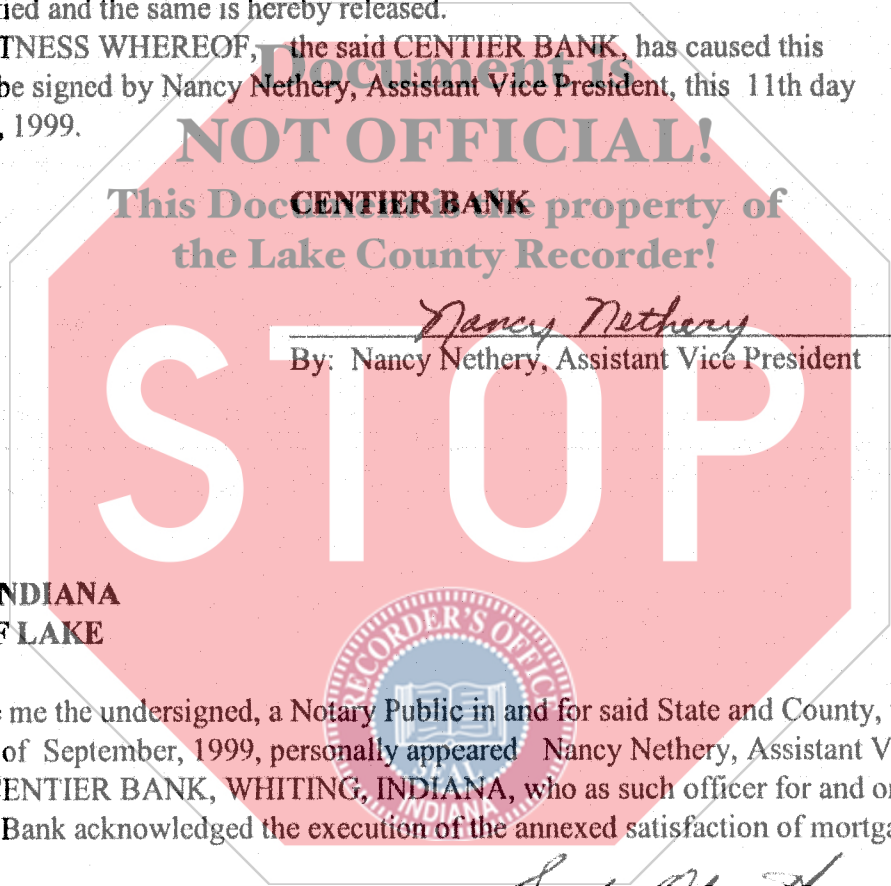 ied and the same is hereby released.
TNESS WHEREOF, the said CENTIER BANK, has caused this
be signed by Nancy Nethery, Assistant Vice President, this 11th day
, 1999.
Document is
NOT OFFICIAL!
This Document is the property of
the Lake County Recorder!
CENTIER BANK
Nancy Nethery
By: Nancy Nethery, Assistant Vice President
STOP
NDIANA
F LAKE
RECORDER'S OFFICE
INDIANA
e me the undersigned, a Notary Public in and for said State and County,
of September, 1999, personally appeared Nancy Nethery, Assistant V
CENTIER BANK, WHITING, INDIANA, who as such officer for and on
Bank acknowledged the execution of the annexed satisfaction of mortga